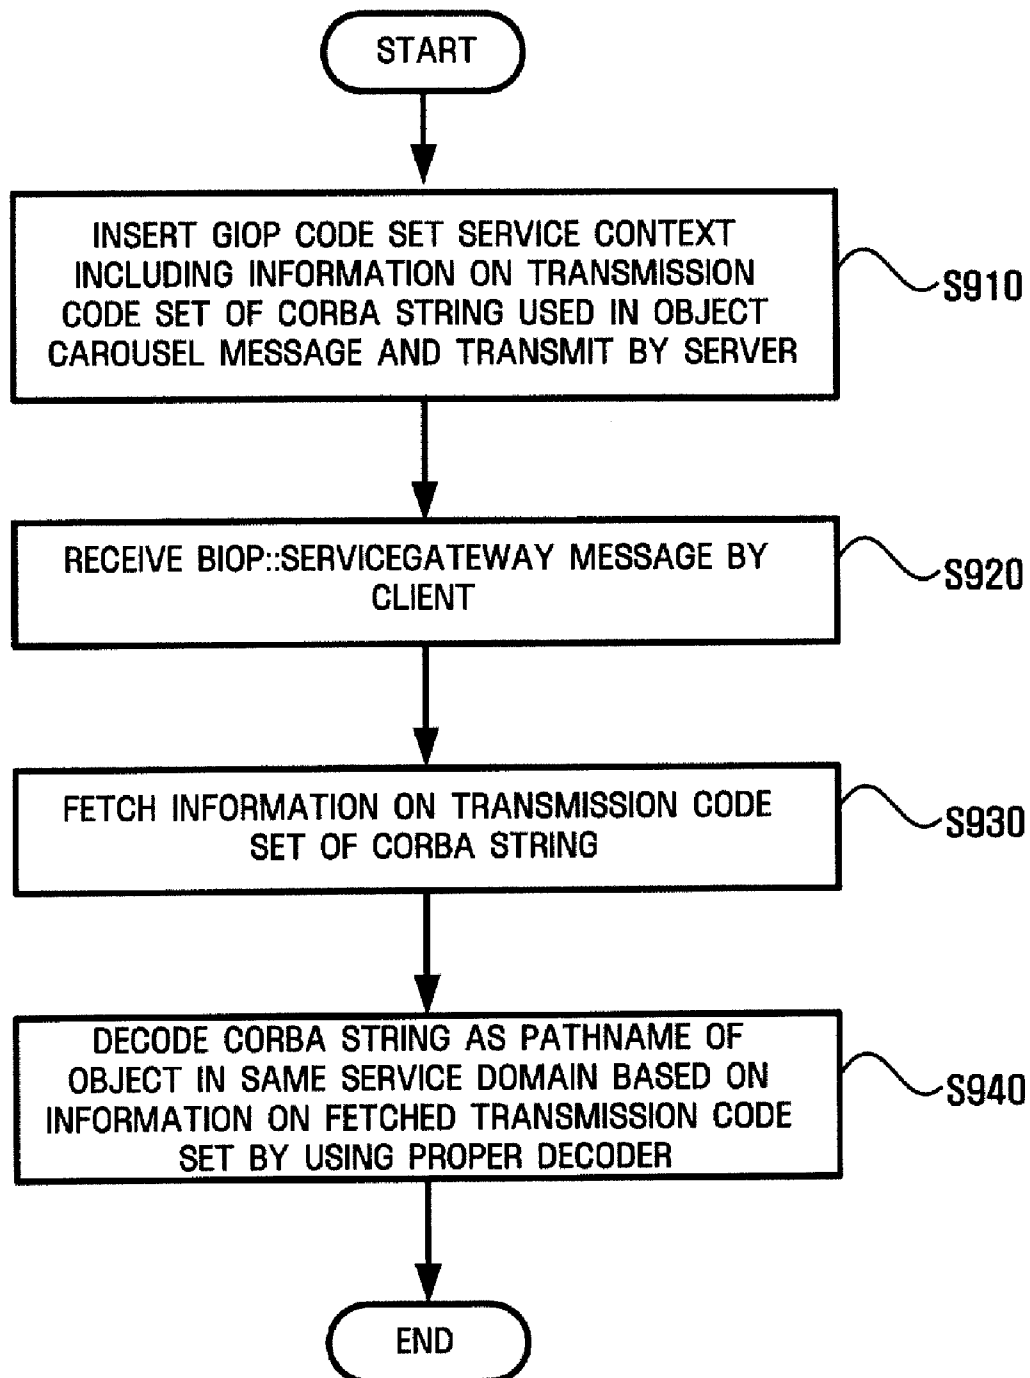 START
INSERT GIOP CODE SET SERVICE CONTEXT
INCLUDING INFORMATION ON TRANSMISSION
CODE SET OF CORBA STRING USED IN OBJECT
CAROUSEL MESSAGE AND TRANSMIT BY SERVER
S910
RECEIVE BIOP::SERVICEGATEWAY MESSAGE BY
CLIENT
S920
FETCH INFORMATION ON TRANSMISSION CODE
SET OF CORBA STRING
S930
DECODE CORBA STRING AS PATHNAME OF
OBJECT IN SAME SERVICE DOMAIN BASED ON
INFORMATION ON FETCHED TRANSMISSION CODE
SET BY USING PROPER DECODER
S940
END